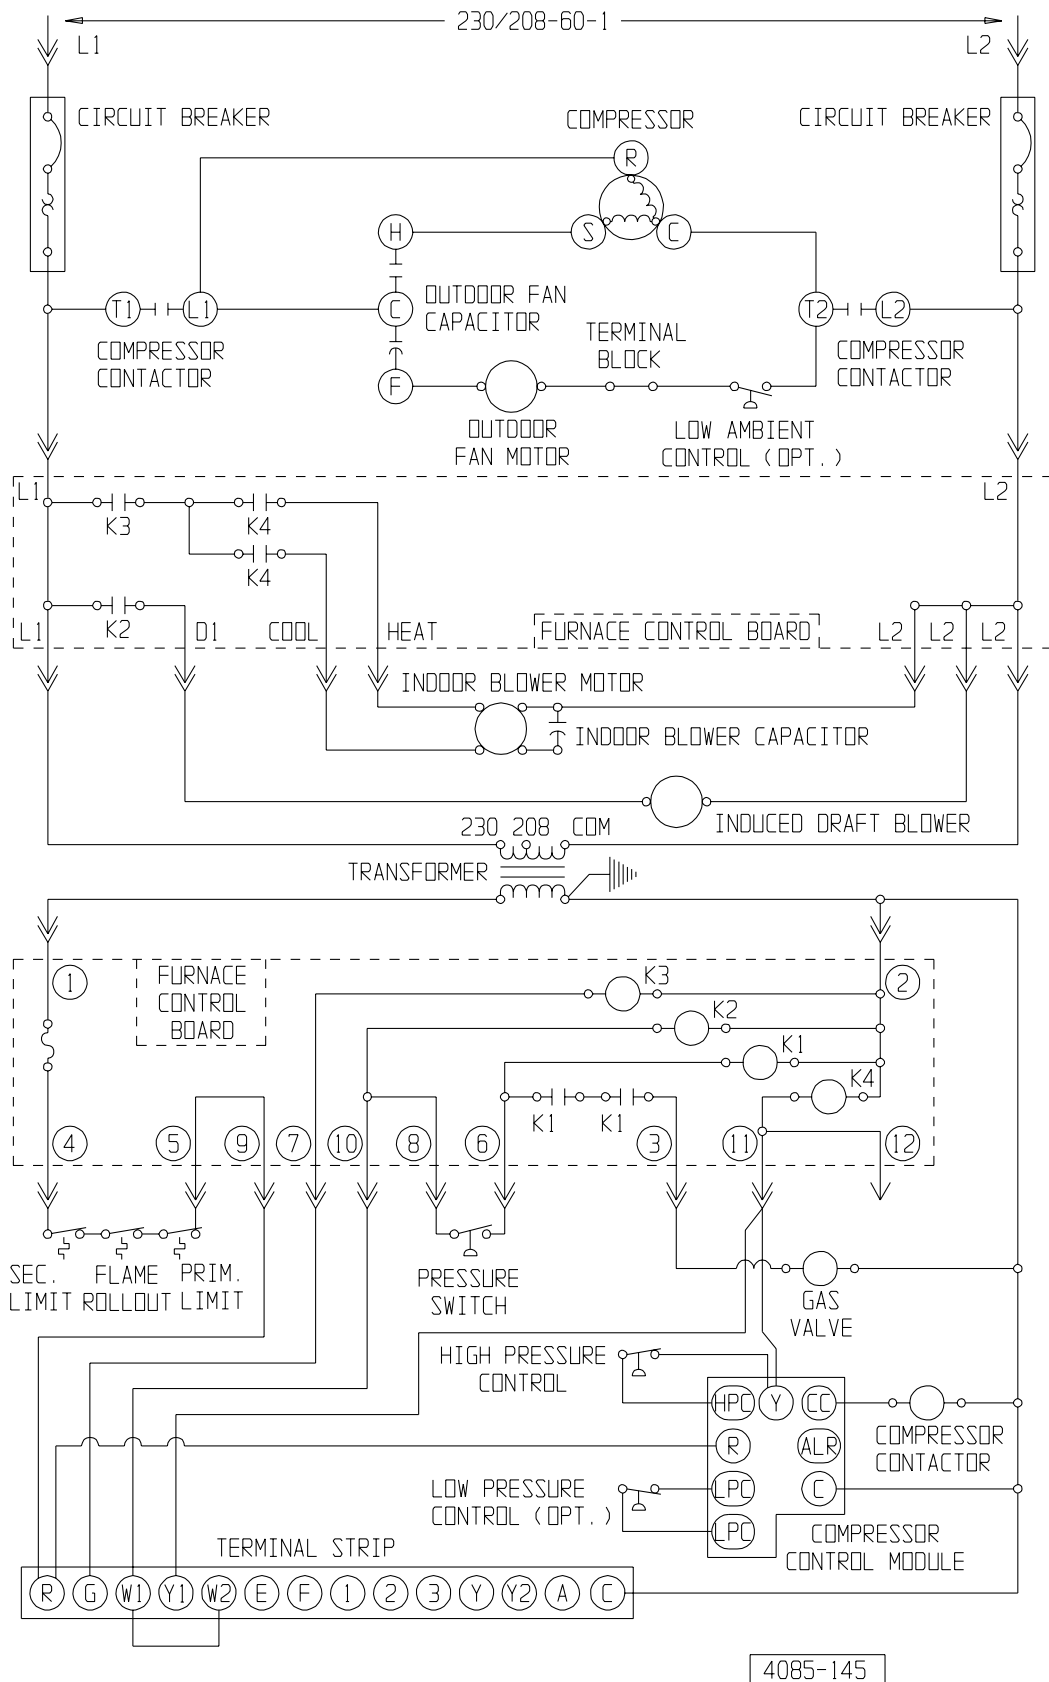 230/208-60-1
L1
L2
CIRCUIT BREAKER
COMPRESSOR
CIRCUIT BREAKER
R
H
S
C
T1
L1
C
OUTDOOR FAN
CAPACITOR
T2
L2
TERMINAL
BLOCK
COMPRESSOR
CONTACTOR
COMPRESSOR
CONTACTOR
F
OUTDOOR
FAN MOTOR
LOW AMBIENT
CONTROL (OPT.)
L1
L2
K3
K4
K4
K2
L1
D1
COOL
HEAT
FURNACE CONTROL BOARD
L2
L2
L2
INDOOR BLOWER MOTOR
INDOOR BLOWER CAPACITOR
INDUCED DRAFT BLOWER
230 208 COM
TRANSFORMER
1
FURNACE
CONTROL
BOARD
K3
2
K2
K1
K4
K1
K1
4
5
9
7
10
8
6
3
11
12
SEC.
LIMIT
FLAME
ROLLOUT
PRIM.
LIMIT
PRESSURE
SWITCH
GAS
VALVE
HIGH PRESSURE
CONTROL
HPC
Y
CC
R
ALR
COMPRESSOR
CONTACTOR
LOW PRESSURE
CONTROL (OPT.)
LPC
C
LPC
COMPRESSOR
CONTROL MODULE
TERMINAL STRIP
R G W1 Y1 W2 E F 1 2 3 Y Y2 A C
4085-145